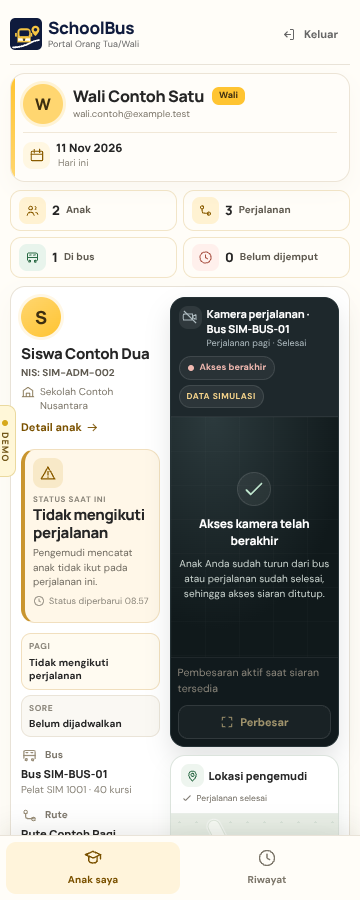 SchoolBus
Portal Orang Tua/Wali
Keluar
W
Wali Contoh Satu
Wali
wali.contoh@example.test
11 Nov 2026
Hari ini
2 Anak
3 Perjalanan
1 Di bus
0 Belum dijemput
S
Siswa Contoh Dua
NIS: SIM-ADM-002
Sekolah Contoh
Nusantara
Detail anak →
DEMO
STATUS SAAT INI
Tidak mengikuti
perjalanan
Pengemudi mencatat
anak tidak ikut pada
perjalanan ini.
Status diperbarui 08.57
PAGI
Tidak mengikuti
perjalanan
SORE
Belum dijadwalkan
Bus
Bus SIM-BUS-01
Pelat SIM 1001 · 40 kursi
Rute
Rute Contoh Pagi
Kamera perjalanan ·
Bus SIM-BUS-01
Perjalanan pagi · Selesai
Akses berakhir
DATA SIMULASI
Akses kamera telah
berakhir
Anak Anda sudah turun dari bus
atau perjalanan sudah selesai,
sehingga akses siaran ditutup.
Pembesaran aktif saat siaran
tersedia
Perbesar
Lokasi pengemudi
Perjalanan selesai
Anak saya
Riwayat